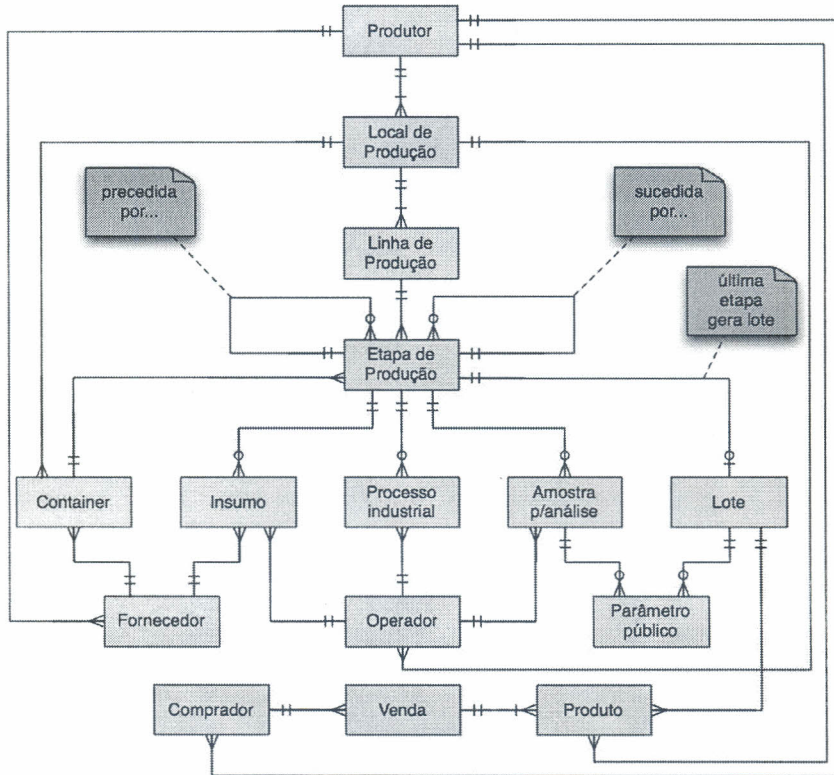 Produtor
Local de
Produção
precedida
por...
sucedida
por...
Linha de
Produção
última
etapa
gera lote
Etapa de
Produção
Container
Insumo
Processo
industrial
Amostra
p/análise
Lote
Fornecedor
Operador
Parâmetro
público
Comprador
Venda
Produto